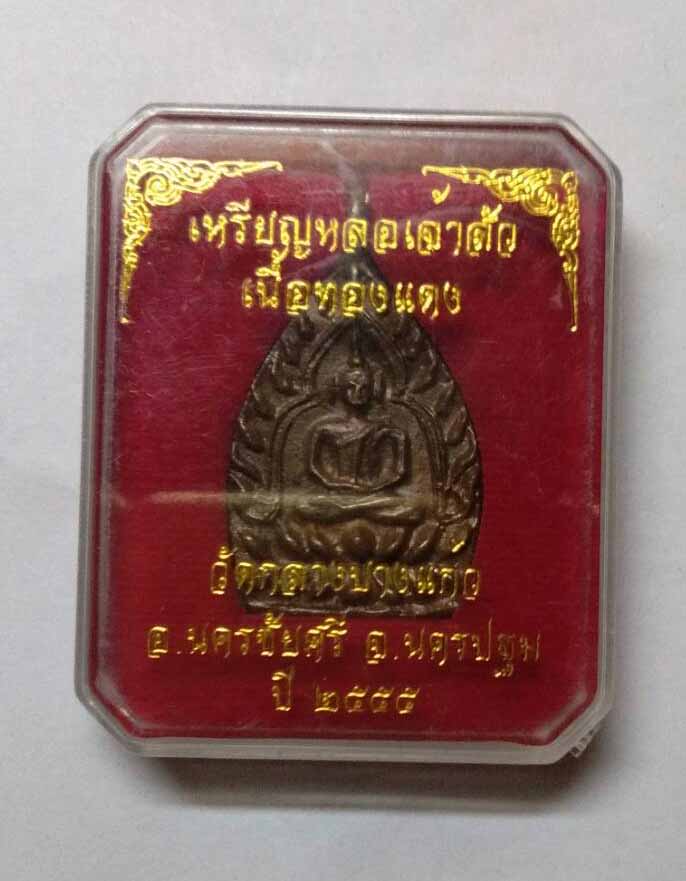 เหรียญหล่อเจ้าสัว
เนื้อทองแดง
วัดกลางบางแก้ว
อ.นครชัยศรี จ.นครปฐม
ปี ๒๕๕๕